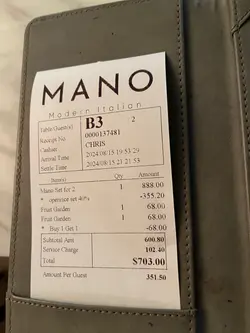 MANO
Modern Italian
Table/Guest(s) B3 2
Receipt No 0000137481
Cashier CHRIS
Arrival Time 2024/08/15 19 53 29
Settle Time 2024/08/15 21 21 53
Item(s) Qty Amount
Mano Set for 2 1 888.00
* openrice set 40% -355.20
Fruit Garden 1 68.00
Fruit Garden 1 68.00
* Buy 1 Get 1 -68.00
Subtotal Amt 600.80
Service Charge 102.40
Total $703.00
Amount Per Guest 351.50